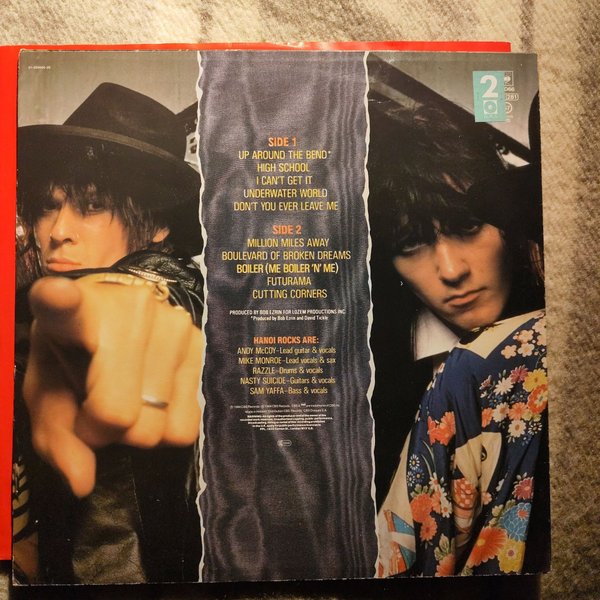 2
SIDE 1
UP AROUND THE BEND*
HIGH SCHOOL
I CAN'T GET IT
UNDERWATER WORLD
DON'T YOU EVER LEAVE ME
SIDE 2
MILLION MILES AWAY
BOULEVARD OF BROKEN DREAMS
BOILER (ME BOILER 'N' ME)
FUTURAMA
CUTTING CORNERS
PRODUCED BY BOB EZRIN FOR LOZEM PRODUCTIONS INC.
*Produced by Bob Ezrin and David Tickle
HANOI ROCKS ARE:
ANDY McCOY–Lead guitar & vocals
MIKE MONROE–Lead vocals & sax
RAZZLE–Drums & vocals
NASTY SUICIDE–Guitars & vocals
SAM YAFFA–Bass & vocals